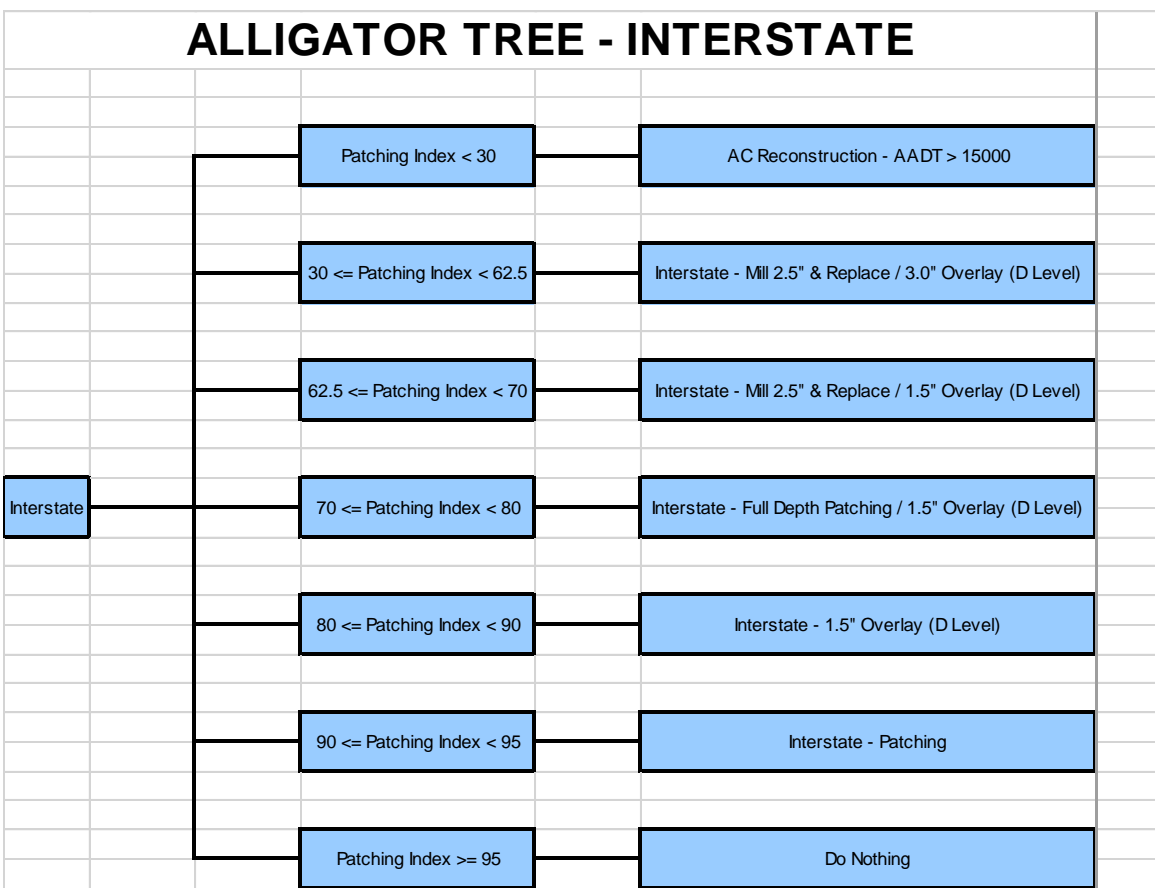 ALLIGATOR TREE - INTERSTATE
Patching Index < 30
AC Reconstruction - AADT > 15000
30 <= Patching Index < 62.5
Interstate - Mill 2.5" & Replace / 3.0" Overlay (D Level)
62.5 <= Patching Index < 70
Interstate - Mill 2.5" & Replace / 1.5" Overlay (D Level)
Interstate
70 <= Patching Index < 80
Interstate - Full Depth Patching / 1.5" Overlay (D Level)
80 <= Patching Index < 90
Interstate - 1.5" Overlay (D Level)
90 <= Patching Index < 95
Interstate - Patching
Patching Index >= 95
Do Nothing